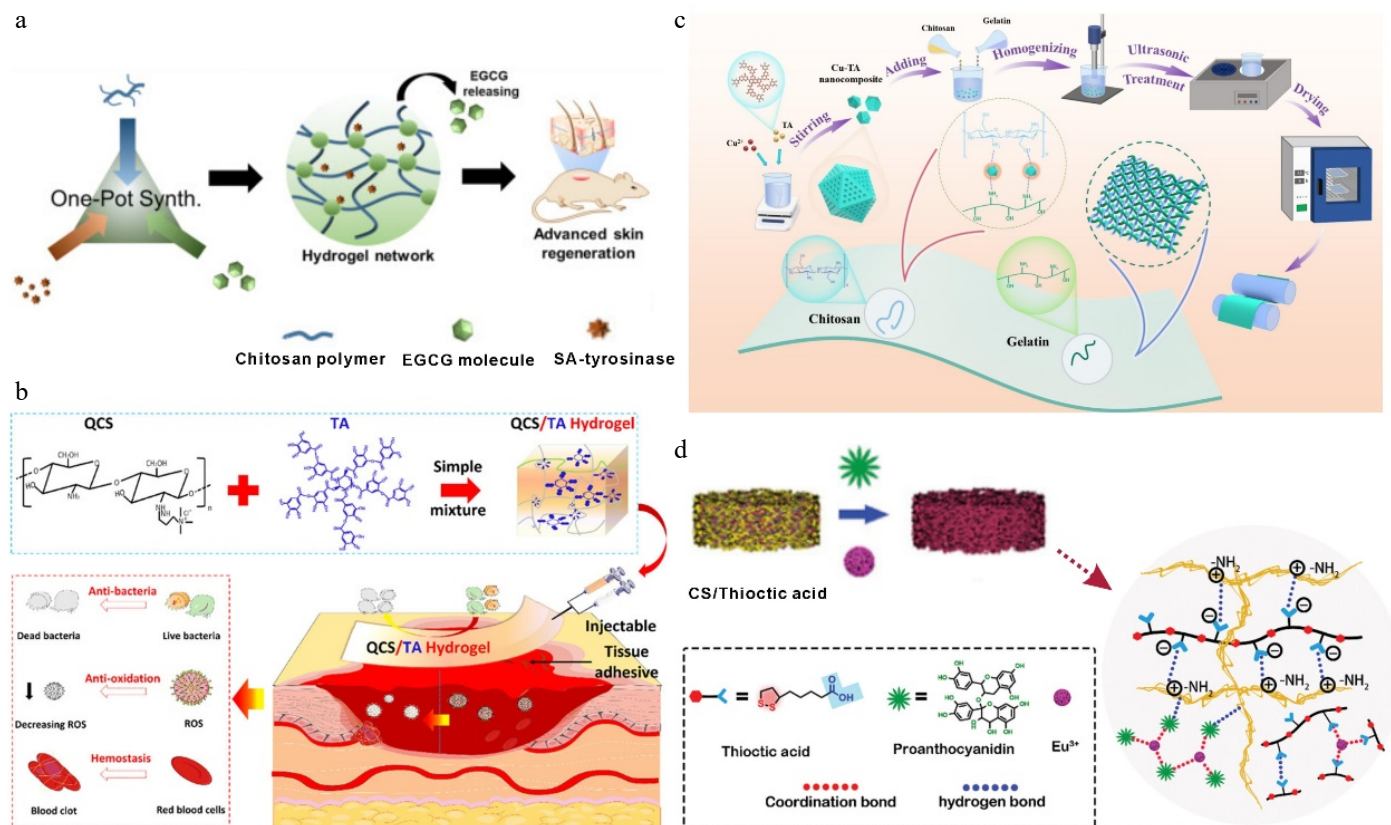 a
EGCG
releasing
One-Pot Synth.
Hydrogel network
Advanced skin
regeneration
Chitosan polymer
EGCG molecule
SA-tyrosinase
b
QCS
TA
QCS/TA Hydrogel
CH₂OH
CH₂OH
NH₂
n
Simple
mixture
Anti-bacteria
Dead bacteria
Live bacteria
Anti-oxidation
Decreasing ROS
ROS
Hemostasis
Blood clot
Red blood cells
QCS/TA Hydrogel
Injectable
Tissue
adhesive
c
Chitosan
Gelatin
Cu-TA
nanocomposite
Adding
Homogenizing
Ultrasonic
Treatment
Drying
TA
Cu²⁺
Stirring
Chitosan
Gelatin
d
CS/Thioctic acid
-NH₂
-NH₂
-NH₂
-NH₂
-NH₂
Thioctic acid
Proanthocyanidin
Eu³⁺
Coordination bond
hydrogen bond